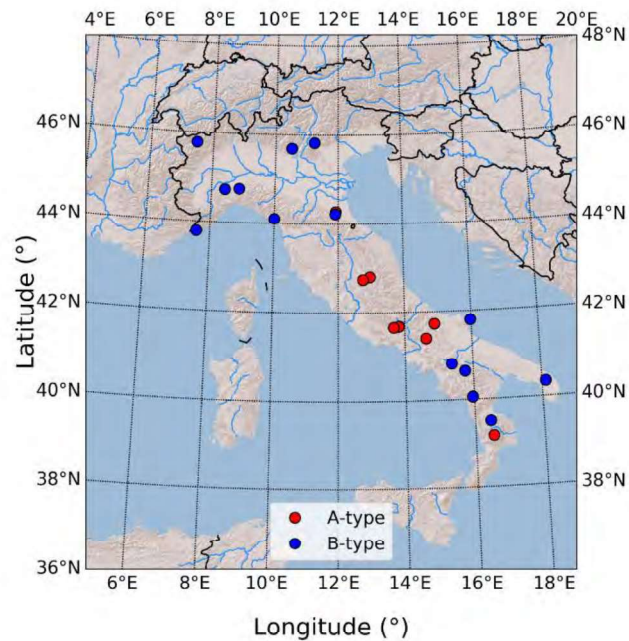 4°E 6°E 8°E 10°E 12°E 14°E 16°E 18°E 20°E
48°N
46°N 46°N
44°N 44°N
42°N 42°N
40°N 40°N
38°N 38°N
36°N
Latitude (°)
A-type
B-type
6°E 8°E 10°E 12°E 14°E 16°E 18°E
Longitude (°)